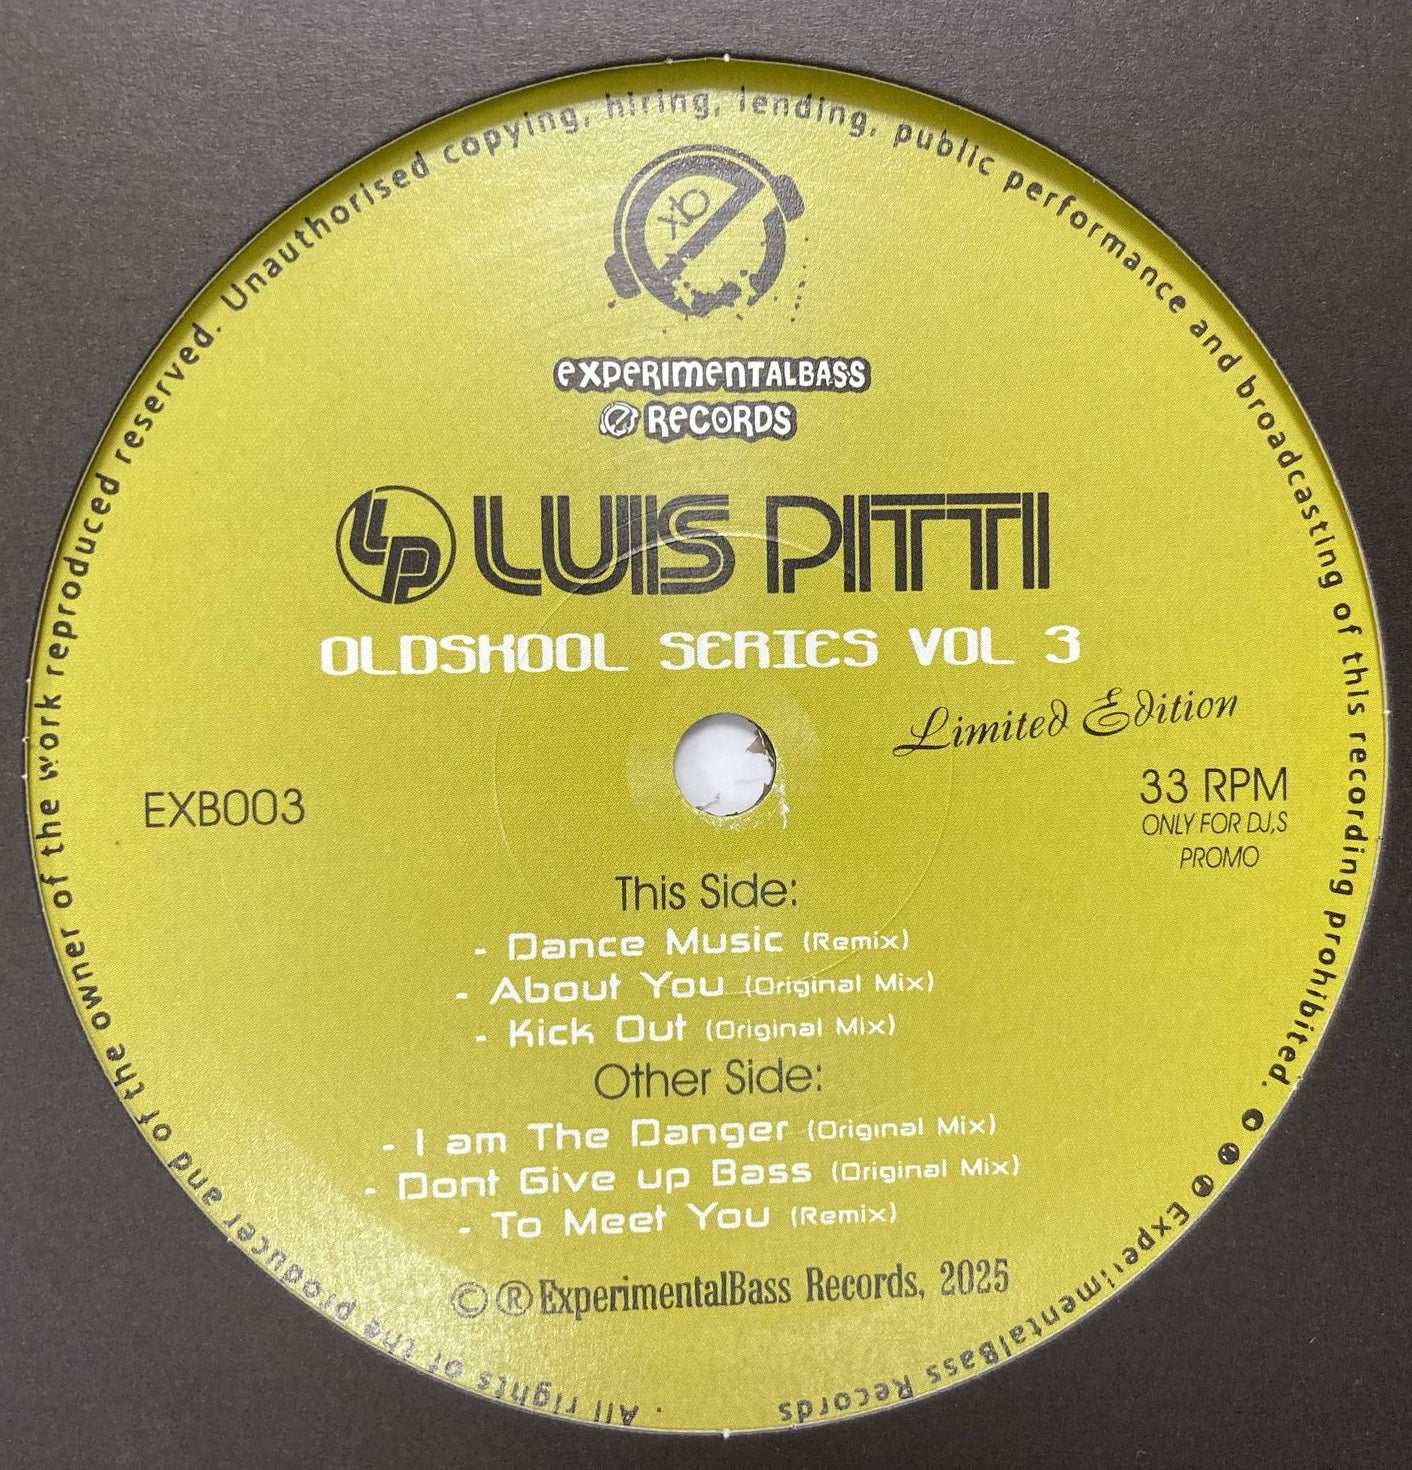 xb
experimentalbass
e records
LP LUIS PITTI
OLDSKOOL SERIES VOL 3
Limited Edition
EXB003
33 RPM
ONLY FOR DJ,S
PROMO
This Side:
- Dance Music (Remix)
- About You (Original Mix)
- Kick Out (Original Mix)
Other Side:
- I am The Danger (Original Mix)
- Dont Give up Bass (Original Mix)
- To Meet You (Remix)
© ® ExperimentalBass Records, 2025
. All rights of the producer and of the owner of the work reproduced reserved. Unauthorised copying, hiring, lending, public performance and broadcasting of this recording prohibited. ExperimentalBass Records